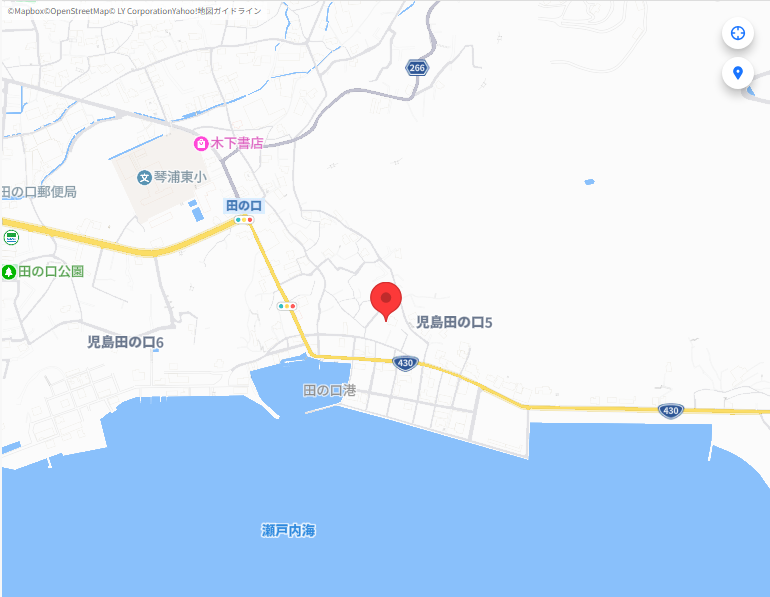 ©Mapbox©OpenStreetMap© LY CorporationYahoo!地図ガイドライン
266
木下書店
文
琴浦東小
田の口郵便局
田の口
田の口公園
児島田の口5
児島田の口6
430
田の口港
430
瀬戸内海